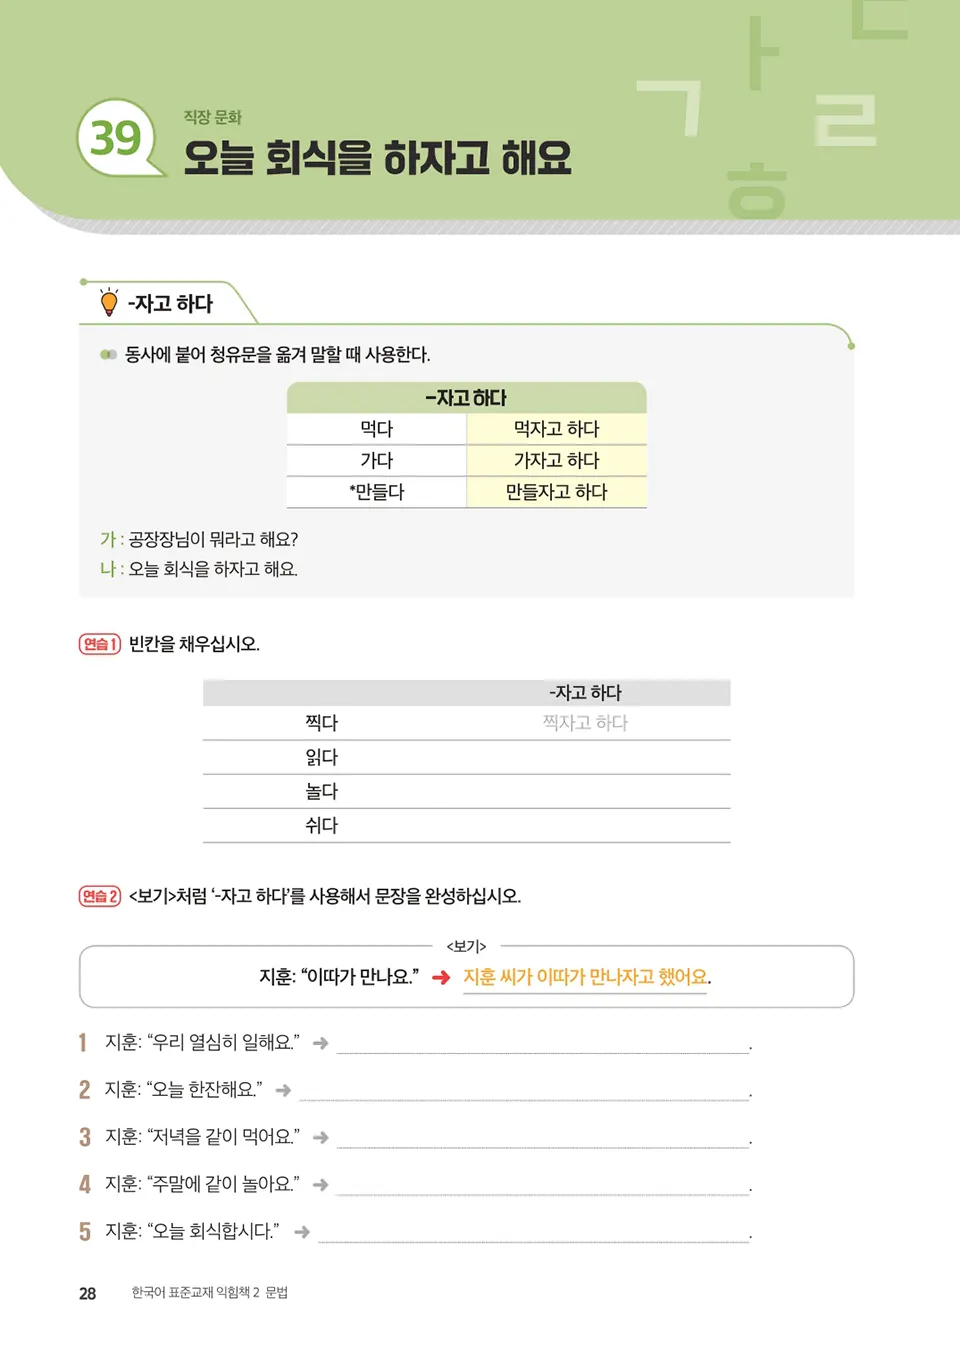 39
직장 문화
오늘 회식을 하자고 해요
ㄱ ㅏ ㄴ ㄹ ㅎ
-자고 하다
동사에 붙어 청유문을 옮겨 말할 때 사용한다.
-자고 하다
먹다 먹자고 하다
가다 가자고 하다
*만들다 만들자고 하다
가 : 공장장님이 뭐라고 해요?
나 : 오늘 회식을 하자고 해요.
연습 1 빈칸을 채우십시오.
-자고 하다
찍다 찍자고 하다
읽다
놀다
쉬다
연습 2 <보기>처럼 ‘-자고 하다’를 사용해서 문장을 완성하십시오.
<보기>
지훈: “이따가 만나요.” ➜ 지훈 씨가 이따가 만나자고 했어요.
1 지훈: “우리 열심히 일해요.” ➜ .
2 지훈: “오늘 한잔해요.” ➜ .
3 지훈: “저녁을 같이 먹어요.” ➜ .
4 지훈: “주말에 같이 놀아요.” ➜ .
5 지훈: “오늘 회식합시다.” ➜ .
28 한국어 표준교재 익힘책 2 문법